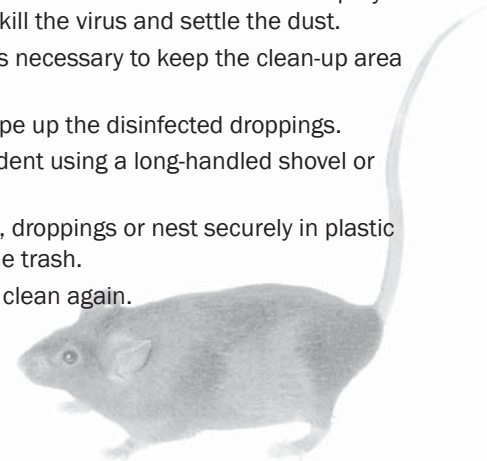 kill the virus and settle the dust.
s necessary to keep the clean-up area
pe up the disinfected droppings.
dent using a long-handled shovel or
, droppings or nest securely in plastic
e trash.
clean again.